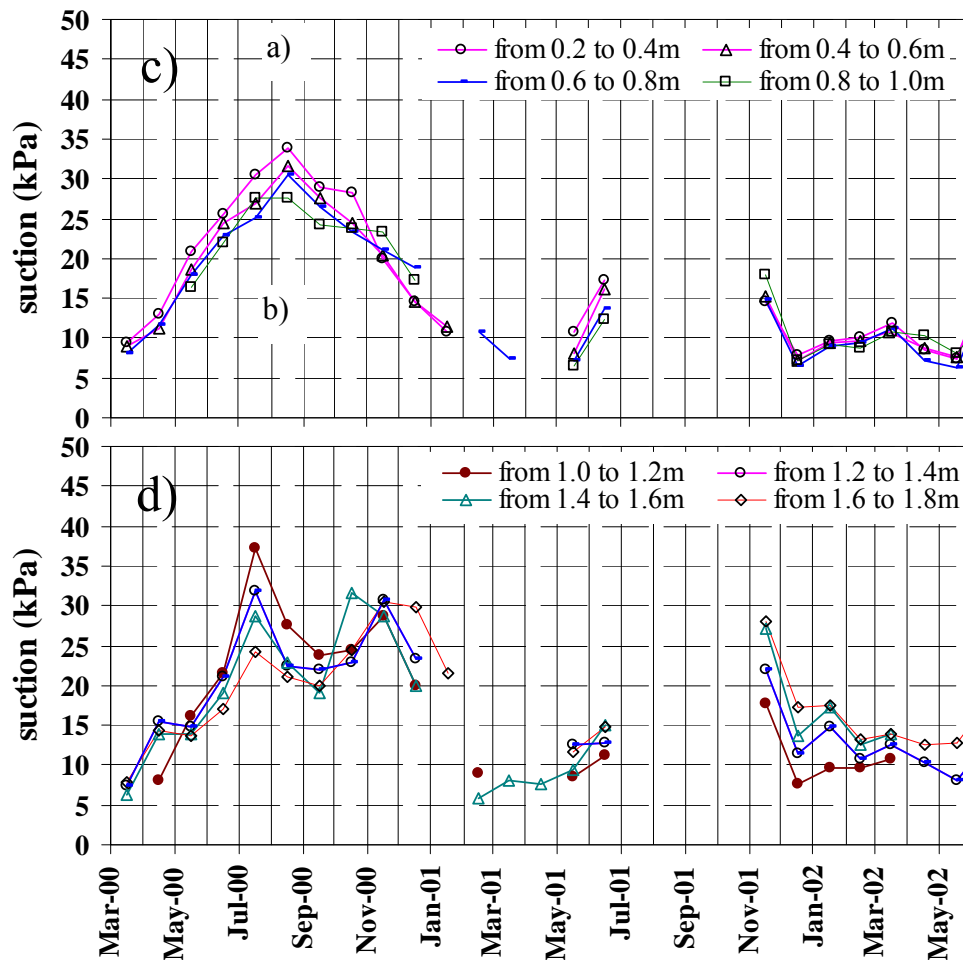 50
45
40
35
30
25
20
15
10
5
0
suction (kPa)
c)
a)
b)
from 0.2 to 0.4m
from 0.4 to 0.6m
from 0.6 to 0.8m
from 0.8 to 1.0m
50
45
40
35
30
25
20
15
10
5
0
suction (kPa)
d)
from 1.0 to 1.2m
from 1.2 to 1.4m
from 1.4 to 1.6m
from 1.6 to 1.8m
Mar-00
May-00
Jul-00
Sep-00
Nov-00
Jan-01
Mar-01
May-01
Jul-01
Sep-01
Nov-01
Jan-02
Mar-02
May-02